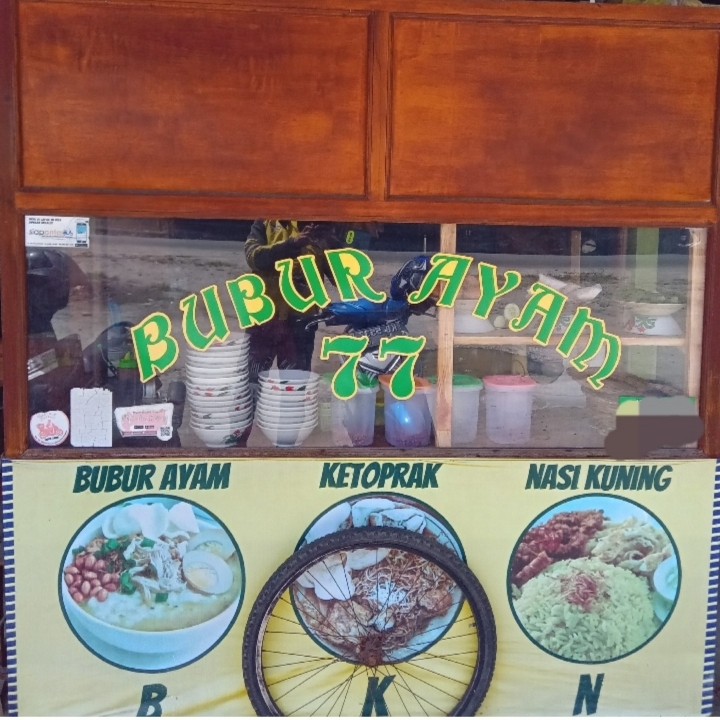 BUBUR AYAM
77
BUBUR AYAM
KETOPRAK
NASI KUNING
B
K
N